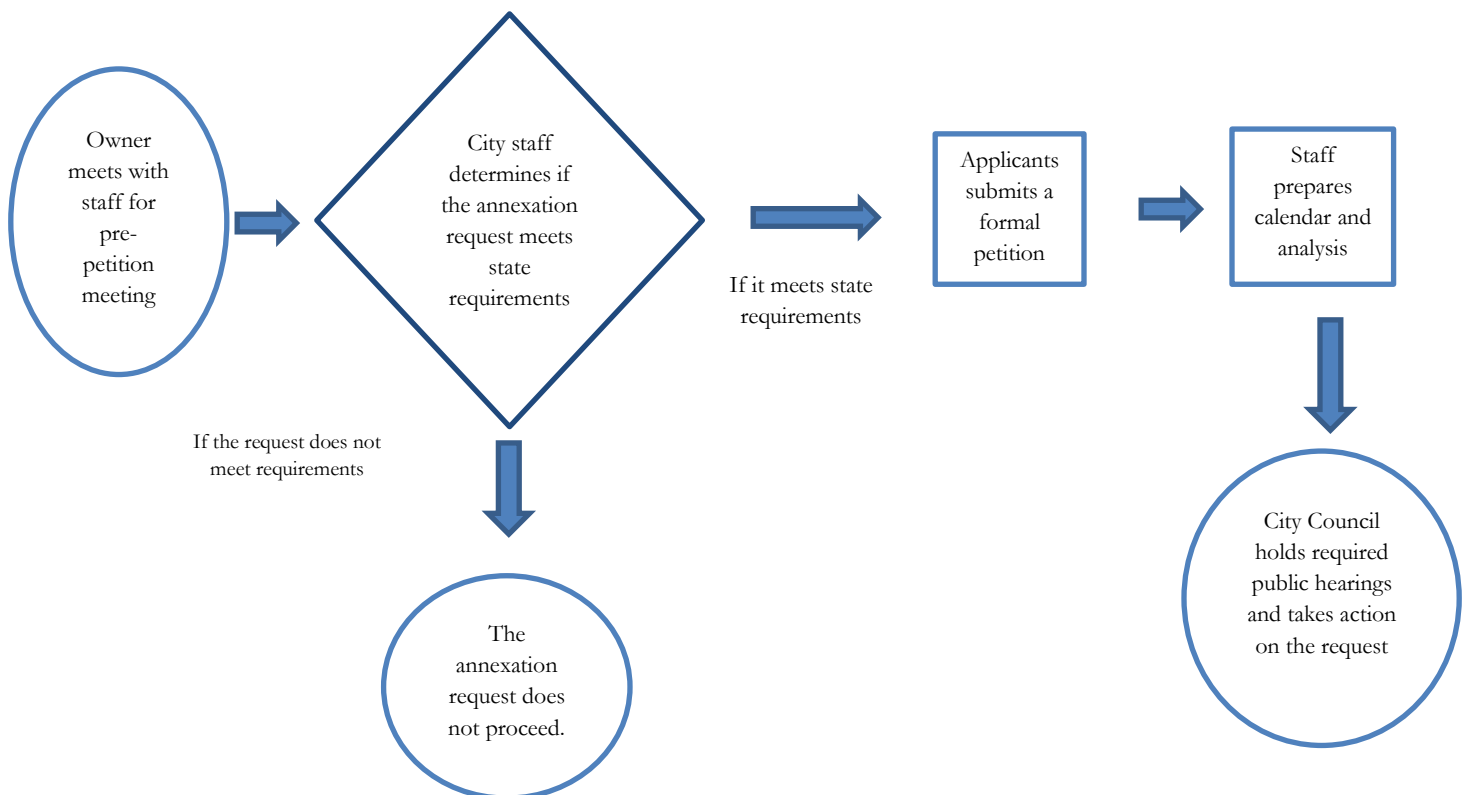 Owner
meets with
staff for
pre-
petition
meeting
City staff
determines if
the annexation
request meets
state
requirements
If it meets state
requirements
Applicants
submits a
formal
petition
Staff
prepares
calendar and
analysis
If the request does not
meet requirements
The
annexation
request does
not proceed.
City Council
holds required
public hearings
and takes action
on the request